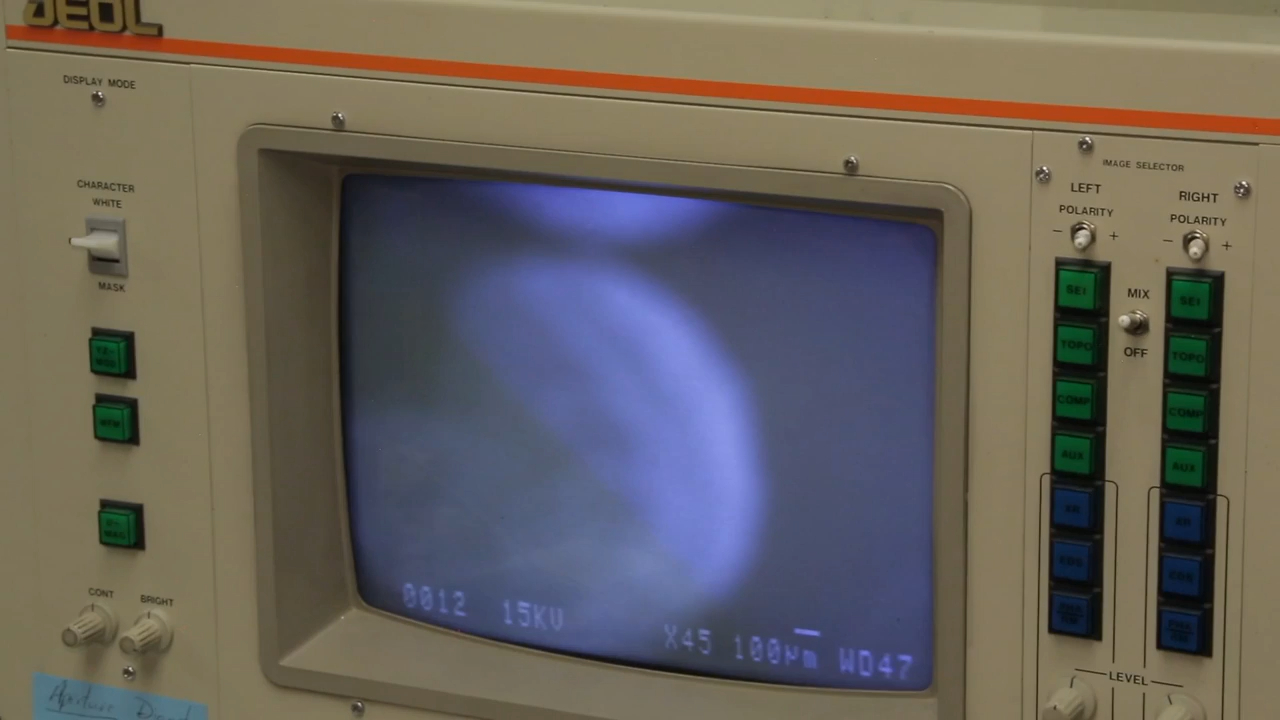 JEOL
DISPLAY MODE
CHARACTER
WHITE
MASK
CONT
BRIGHT
0012 15KV
X45 100µm WD47
IMAGE SELECTOR
LEFT
RIGHT
POLARITY
POLARITY
- +
- +
SEI
SEI
MIX
OFF
TOPO
TOPO
COMP
COMP
AUX
AUX
LEVEL
Aperture